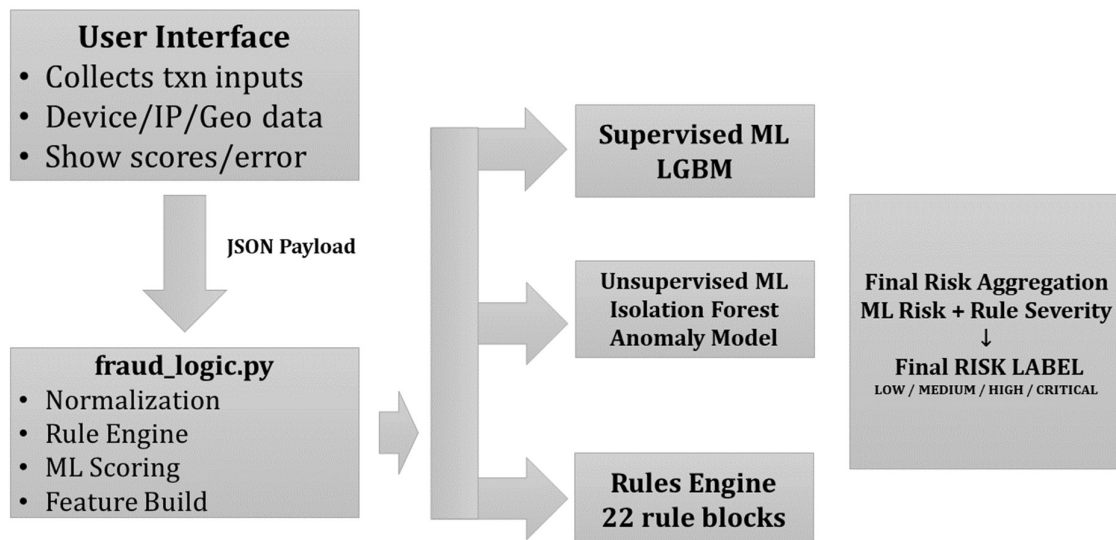 User Interface
• Collects txn inputs
• Device/IP/Geo data
• Show scores/error
JSON Payload
fraud_logic.py
• Normalization
• Rule Engine
• ML Scoring
• Feature Build
Supervised ML
LGBM
Unsupervised ML
Isolation Forest
Anomaly Model
Rules Engine
22 rule blocks
Final Risk Aggregation
ML Risk + Rule Severity
↓
Final RISK LABEL
LOW / MEDIUM / HIGH / CRITICAL